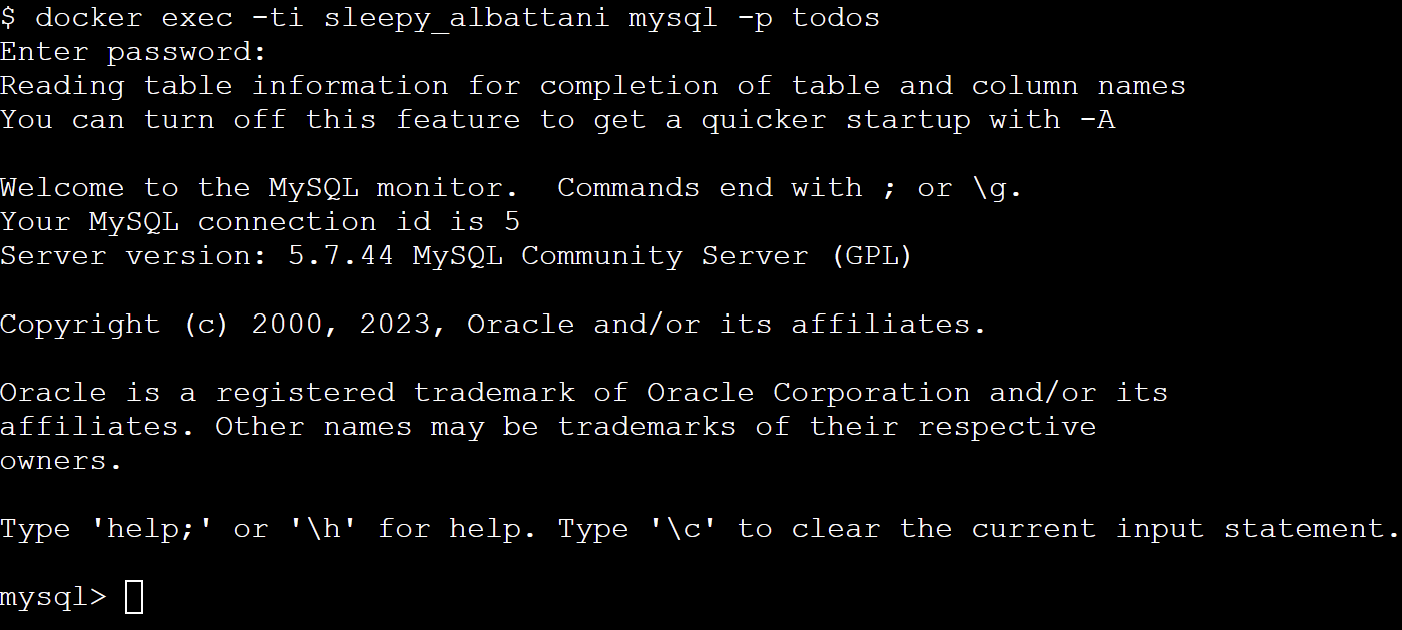 $ docker exec -ti sleepy_albattani mysql -p todos
Enter password:
Reading table information for completion of table and column names
You can turn off this feature to get a quicker startup with -A
Welcome to the MySQL monitor.  Commands end with ; or \g.
Your MySQL connection id is 5
Server version: 5.7.44 MySQL Community Server (GPL)
Copyright (c) 2000, 2023, Oracle and/or its affiliates.
Oracle is a registered trademark of Oracle Corporation and/or its
affiliates. Other names may be trademarks of their respective
owners.
Type 'help;' or '\h' for help. Type '\c' to clear the current input statement.
mysql>